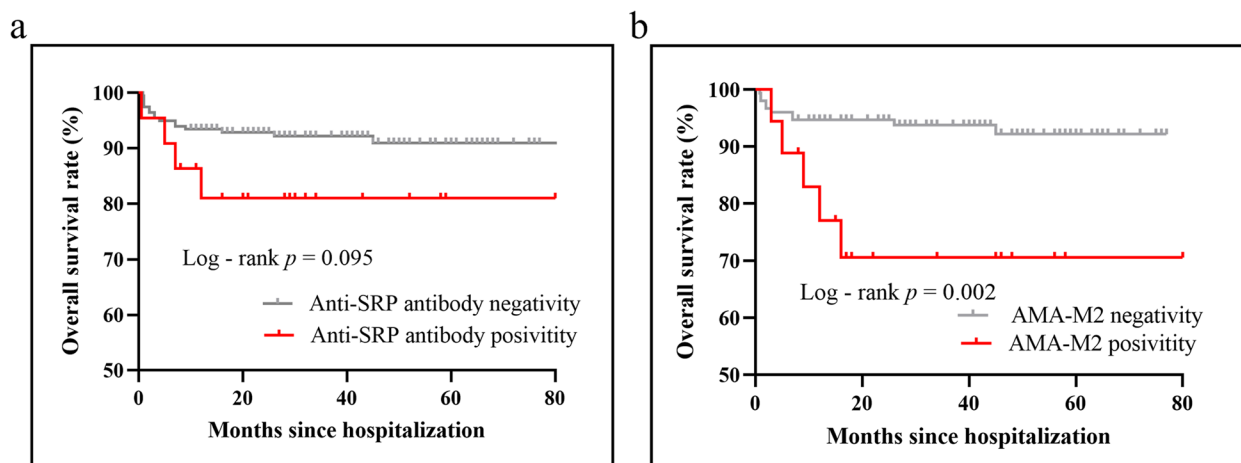 a
100
90
80
70
60
50
Overall survival rate (%)
Log - rank p = 0.095
Anti-SRP antibody negativity
Anti-SRP antibody posivitity
0 20 40 60 80
Months since hospitalization
b
100
90
80
70
60
50
Overall survival rate (%)
Log - rank p = 0.002
AMA-M2 negativity
AMA-M2 posivitity
0 20 40 60 80
Months since hospitalization